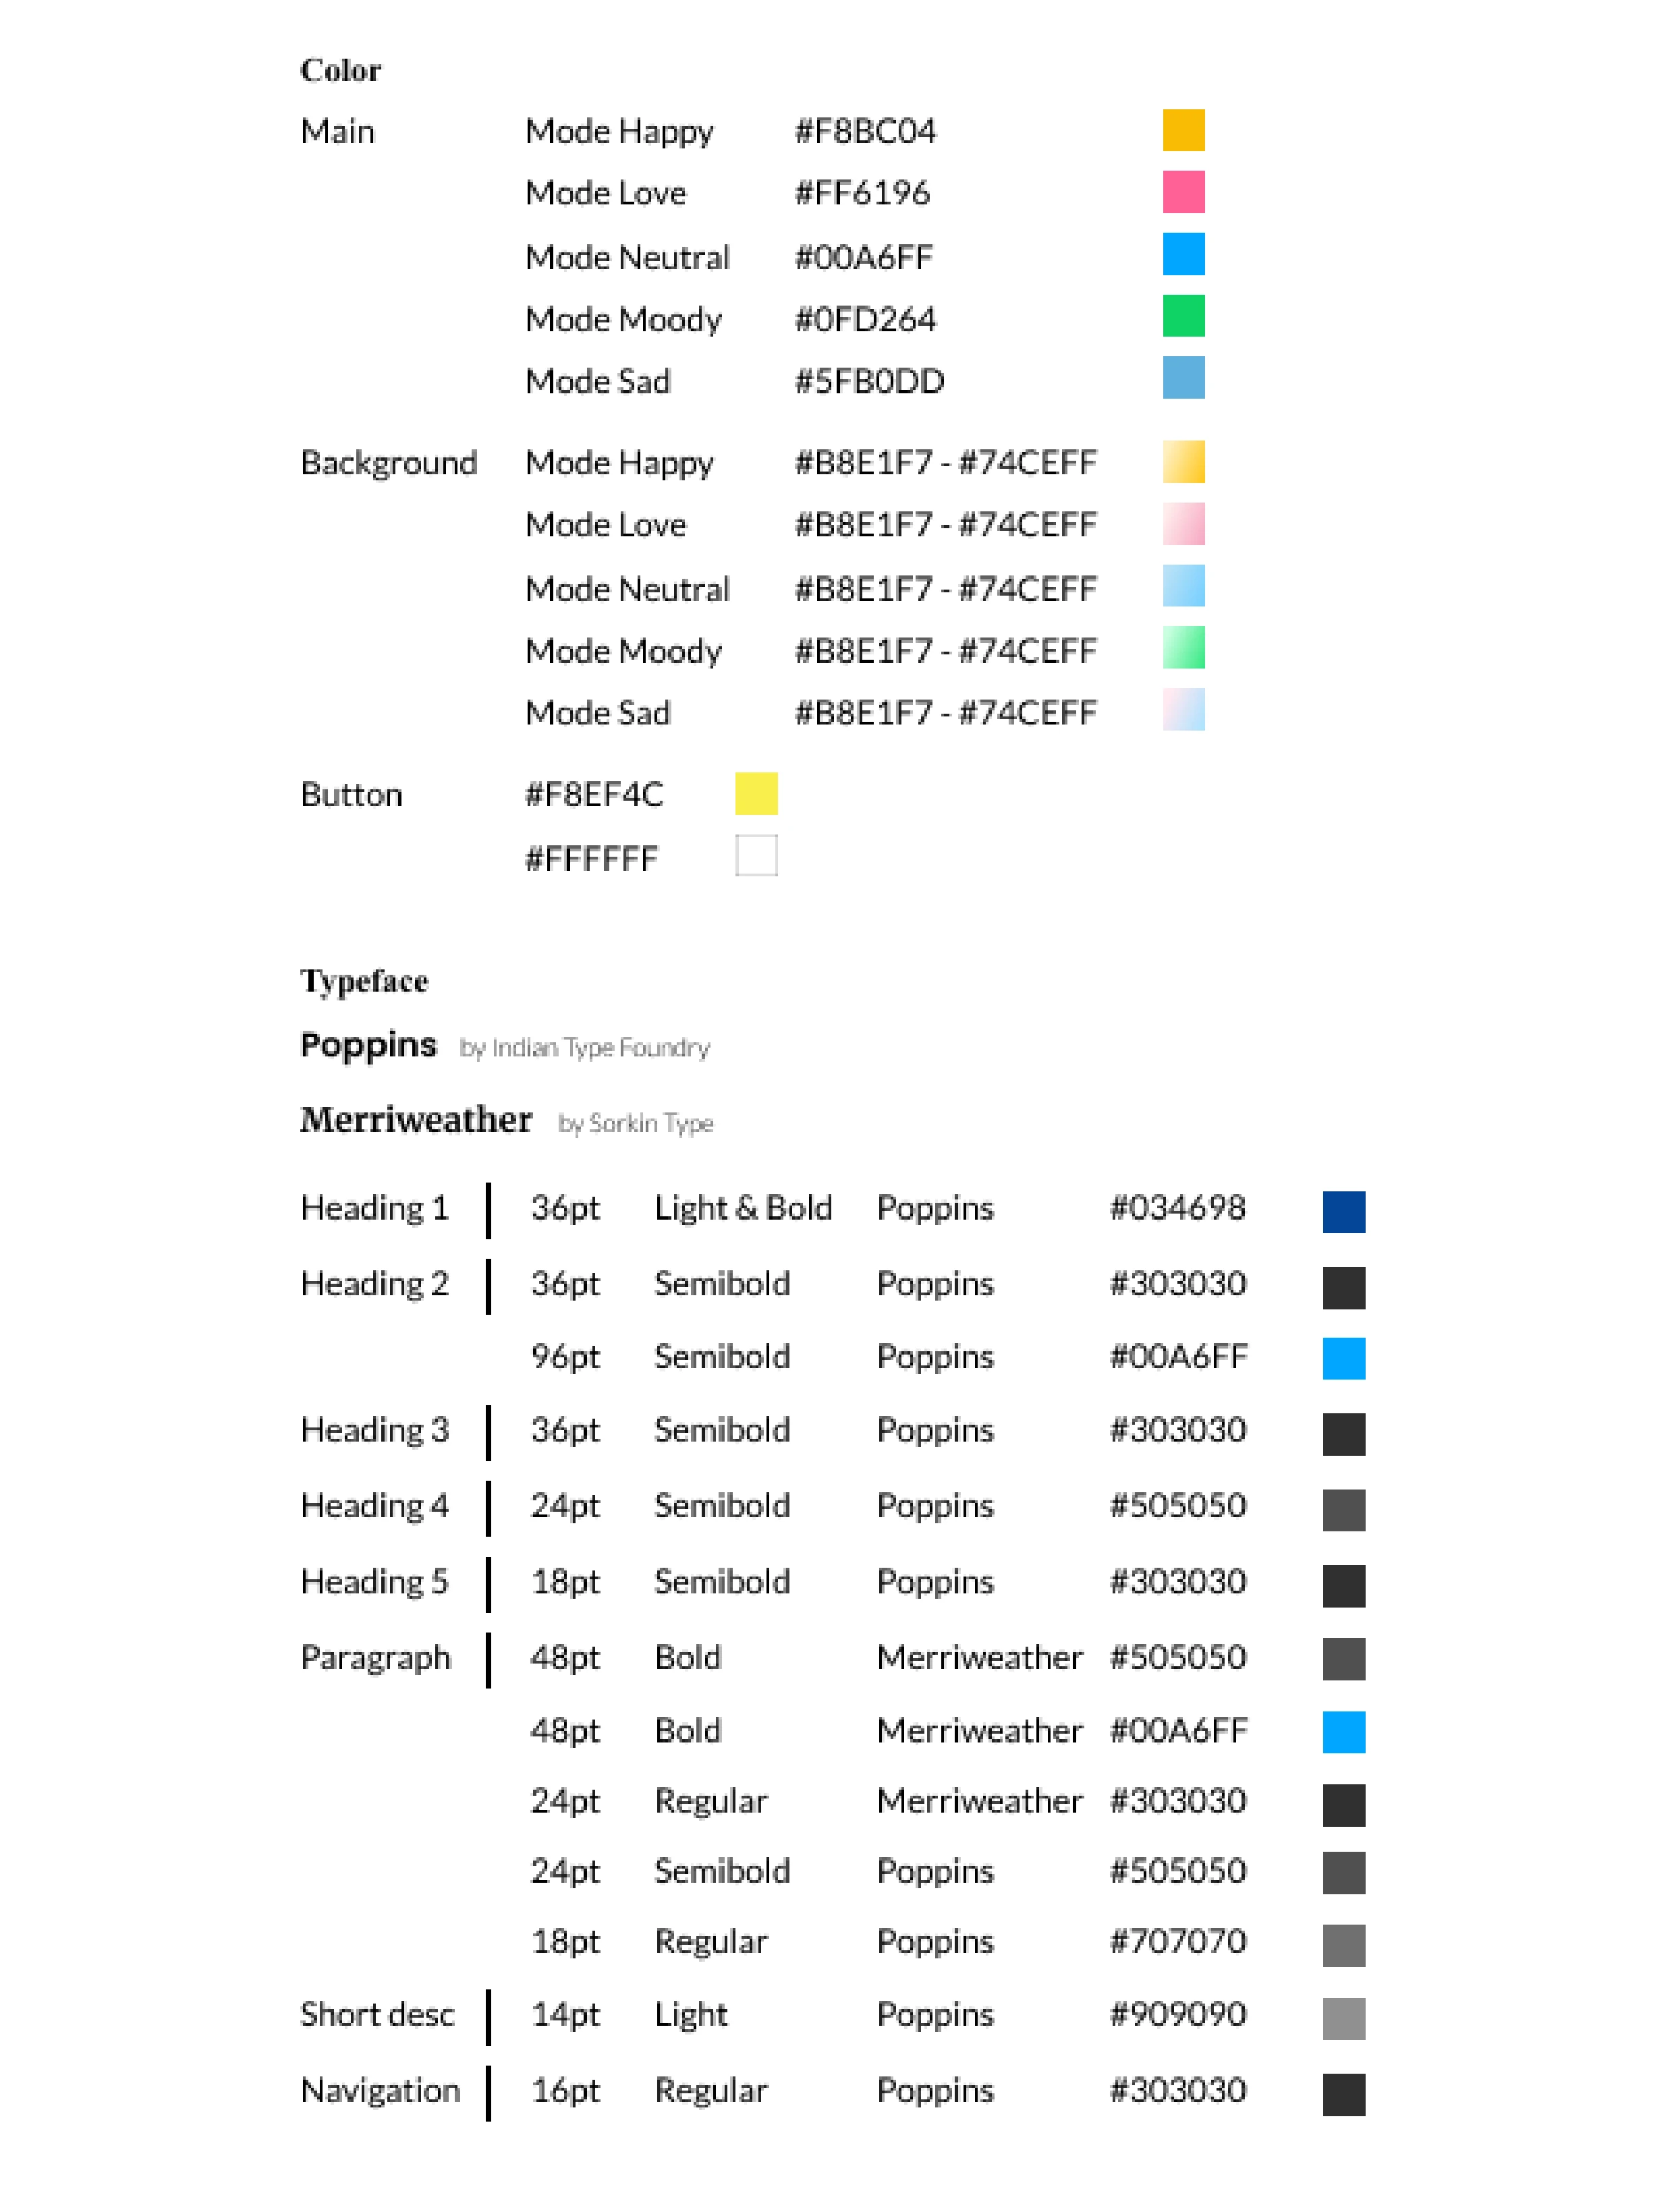 Color
Main Mode Happy #F8BC04
Mode Love #FF6196
Mode Neutral #00A6FF
Mode Moody #0FD264
Mode Sad #5FB0DD
Background Mode Happy #B8E1F7 - #74CEFF
Mode Love #B8E1F7 - #74CEFF
Mode Neutral #B8E1F7 - #74CEFF
Mode Moody #B8E1F7 - #74CEFF
Mode Sad #B8E1F7 - #74CEFF
Button #F8EF4C
#FFFFFF
Typeface
Poppins by Indian Type Foundry
Merriweather by Sorkin Type
Heading 1 36pt Light & Bold Poppins #034698
Heading 2 36pt Semibold Poppins #303030
96pt Semibold Poppins #00A6FF
Heading 3 36pt Semibold Poppins #303030
Heading 4 24pt Semibold Poppins #505050
Heading 5 18pt Semibold Poppins #303030
Paragraph 48pt Bold Merriweather #505050
48pt Bold Merriweather #00A6FF
24pt Regular Merriweather #303030
24pt Semibold Poppins #505050
18pt Regular Poppins #707070
Short desc 14pt Light Poppins #909090
Navigation 16pt Regular Poppins #303030